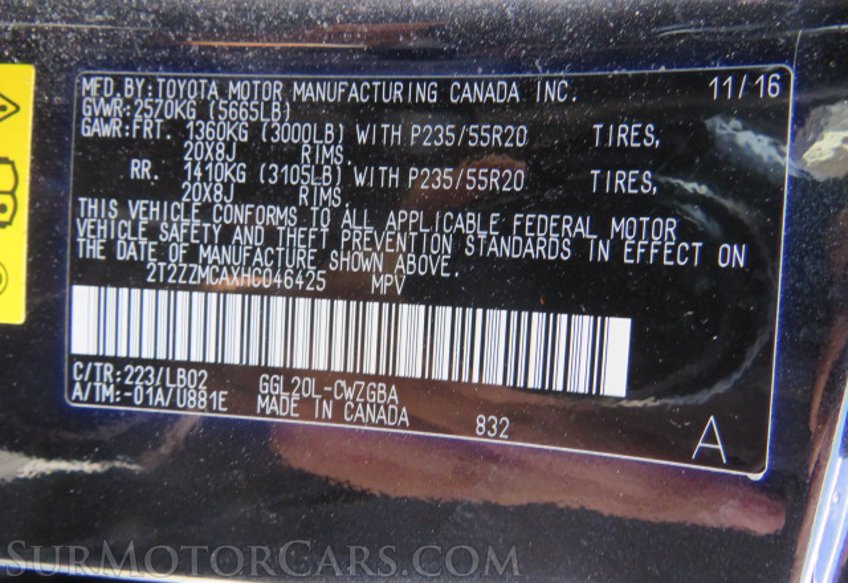 MFD.BY:TOYOTA MOTOR MANUFACTURING CANADA INC. 11/16
GVWR:2570KG (5665LB)
GAWR:FRT. 1360KG (3000LB) WITH P235/55R20 TIRES,
20X8J RIMS.
RR. 1410KG (3105LB) WITH P235/55R20 TIRES,
20X8J RIMS.
THIS VEHICLE CONFORMS TO ALL APPLICABLE FEDERAL MOTOR
VEHICLE SAFETY AND THEFT PREVENTION STANDARDS IN EFFECT ON
THE DATE OF MANUFACTURE SHOWN ABOVE.
2T2ZZMCAXHC046425 MPV
C/TR:223/LB02 GGL20L-CWZGBA
A/TM:-01A/U881E MADE IN CANADA 832
A
SURMOTORCARS.COM